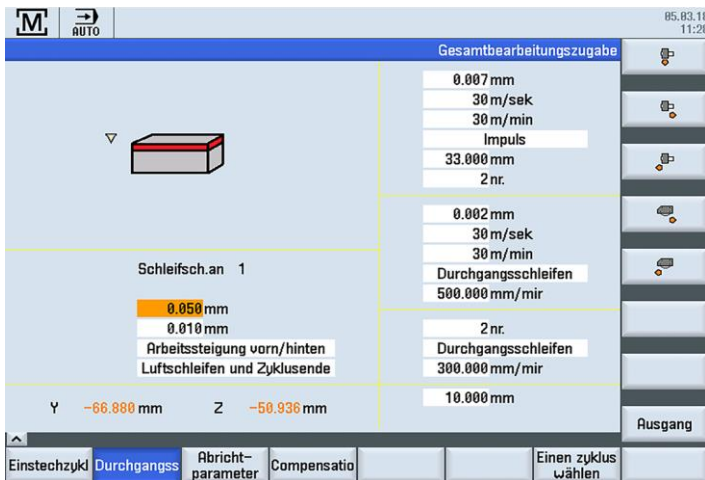 M
AUTO
05.03.18
11:28
Gesamtbearbeitungszugabe
0.007 mm
30 m/sek
30 m/min
Impuls
33.000 mm
2 nr.
0.002 mm
30 m/sek
30 m/min
Durchgangsschleifen
500.000 mm/mir
2 nr.
Durchgangsschleifen
300.000 mm/mir
10.000 mm
Schleifsch.an 1
0.050 mm
0.010 mm
Arbeitssteigung vorn/hinten
Luftschleifen und Zyklusende
Y -66.880 mm Z -50.936 mm
Ausgang
Einstechzykl
Durchgangss
Abricht-
parameter
Compensatio
Einen zyklus
wählen